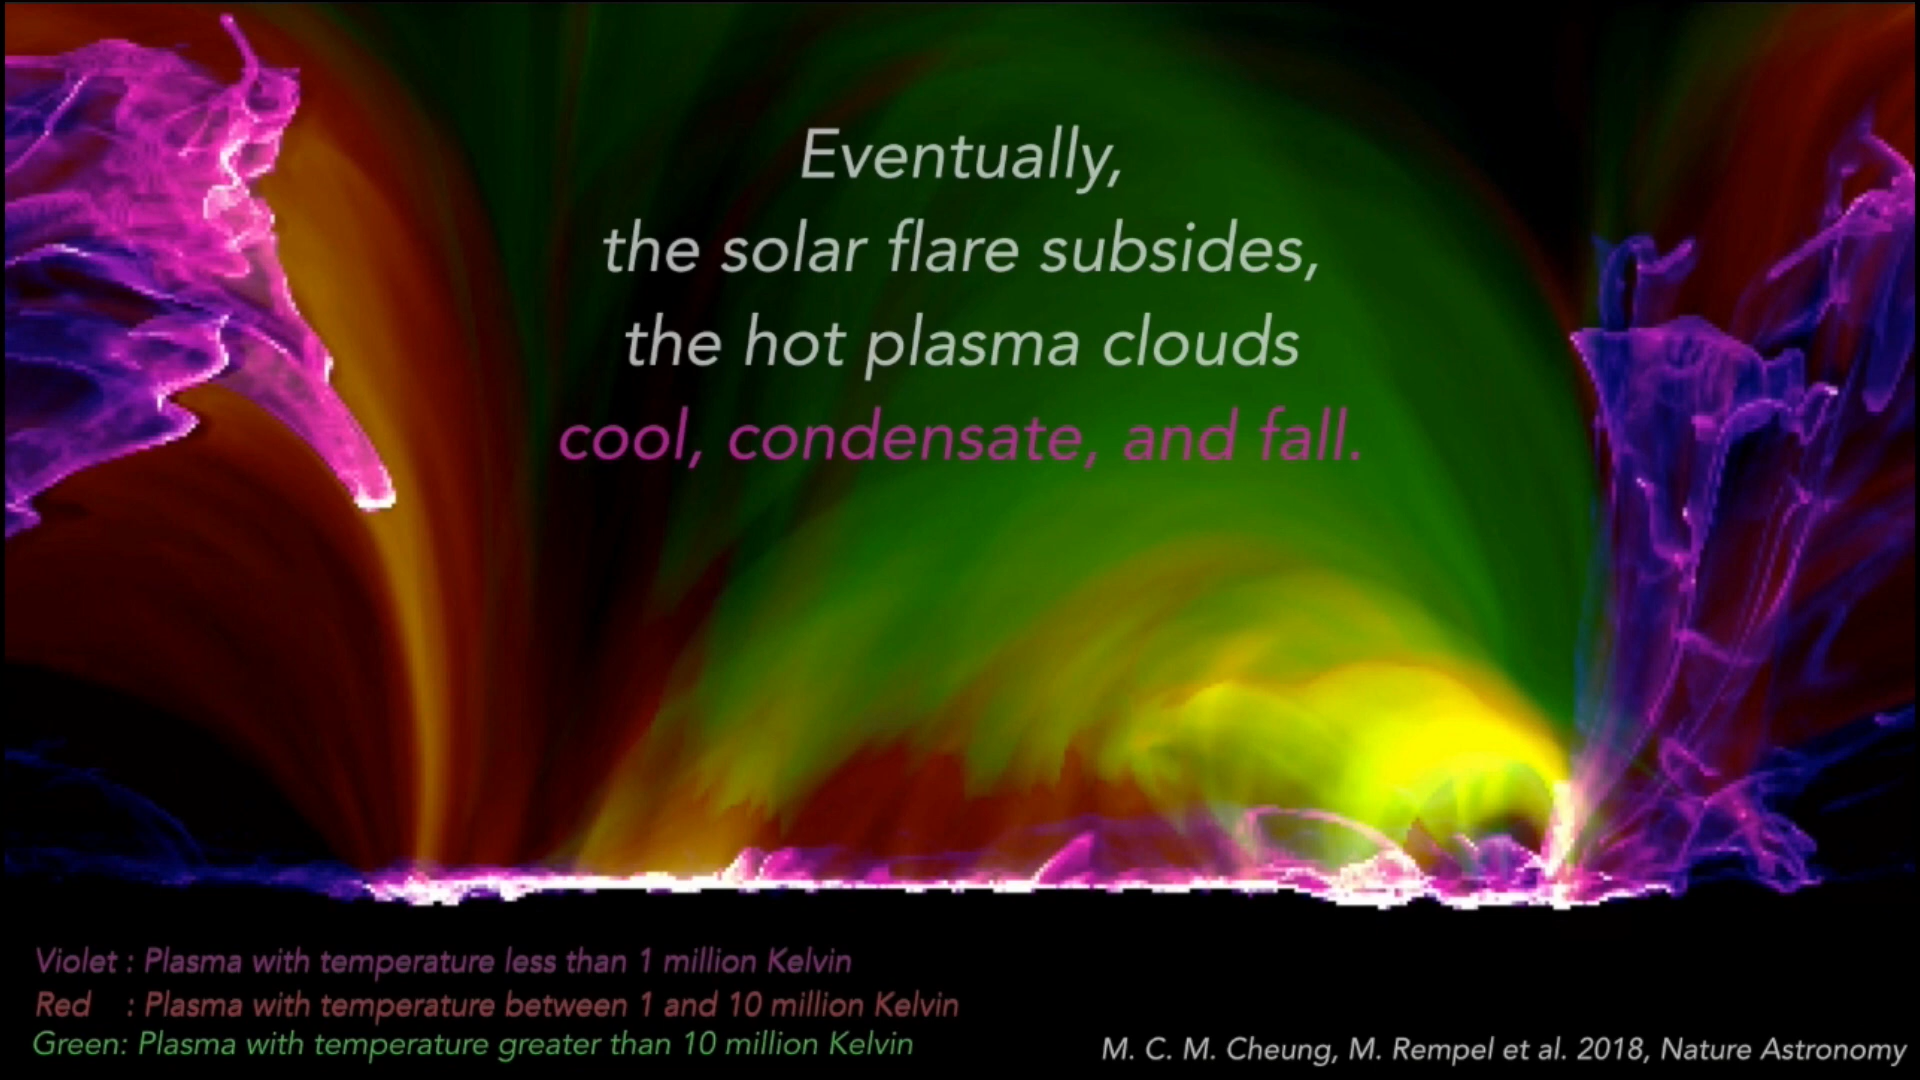 Eventually,
the solar flare subsides,
the hot plasma clouds
cool, condensate, and fall.
Violet : Plasma with temperature less than 1 million Kelvin
Red : Plasma with temperature between 1 and 10 million Kelvin
Green: Plasma with temperature greater than 10 million Kelvin
M. C. M. Cheung, M. Rempel et al. 2018, Nature Astronomy